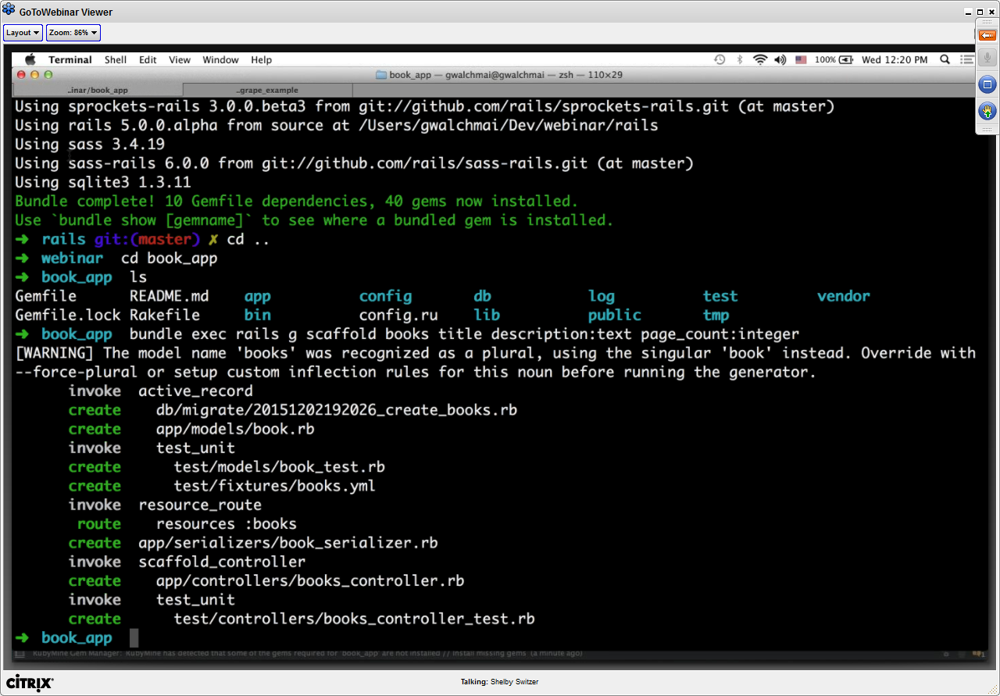 GoToWebinar Viewer
Layout Zoom: 86%
Terminal Shell Edit View Window Help 100% Wed 12:20 PM
book_app — gwalchmai@gwalchmai — zsh — 110×29
..inar/book_app ..grape_example
Using sprockets-rails 3.0.0.beta3 from git://github.com/rails/sprockets-rails.git (at master)
Using rails 5.0.0.alpha from source at /Users/gwalchmai/Dev/webinar/rails
Using sass 3.4.19
Using sass-rails 6.0.0 from git://github.com/rails/sass-rails.git (at master)
Using sqlite3 1.3.11
Bundle complete! 10 Gemfile dependencies, 40 gems now installed.
Use `bundle show [gemname]` to see where a bundled gem is installed.
➜ rails git:(master) ✗ cd ..
➜ webinar cd book_app
➜ book_app ls
Gemfile README.md app config db log test vendor
Gemfile.lock Rakefile bin config.ru lib public tmp
➜ book_app bundle exec rails g scaffold books title description:text page_count:integer
[WARNING] The model name 'books' was recognized as a plural, using the singular 'book' instead. Override with
--force-plural or setup custom inflection rules for this noun before running the generator.
invoke active_record
create db/migrate/20151202192026_create_books.rb
create app/models/book.rb
invoke test_unit
create test/models/book_test.rb
create test/fixtures/books.yml
invoke resource_route
route resources :books
create app/serializers/book_serializer.rb
invoke scaffold_controller
create app/controllers/books_controller.rb
invoke test_unit
create test/controllers/books_controller_test.rb
➜ book_app
RubyMine Gem Manager: RubyMine has detected that some of the gems required for 'book_app' are not installed // Install missing gems (a minute ago)
CITRIX® Talking: Shelby Switzer